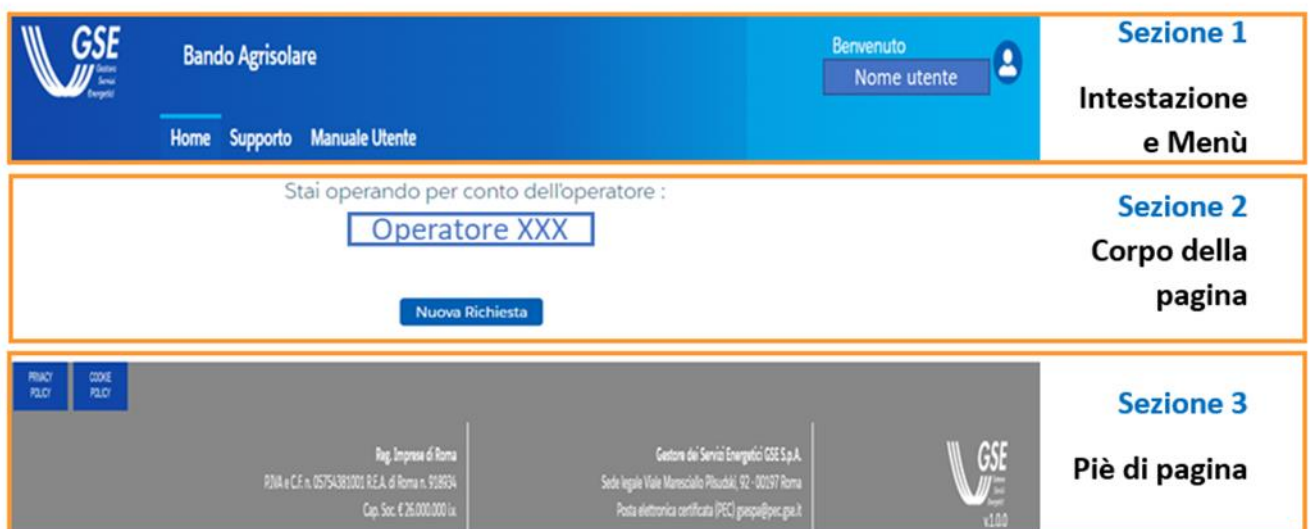 GSE
Gestore
Servizi
Energetici
Bando Agrisolare
Benvenuto
Nome utente
Home Supporto Manuale Utente
Sezione 1
Intestazione
e Menù
Stai operando per conto dell'operatore :
Operatore XXX
Nuova Richiesta
Sezione 2
Corpo della
pagina
PRIVACY
POLICY
COOKIE
POLICY
Reg. Imprese di Roma
P.IVA e C.F. n. 05754381001 R.E.A. di Roma n. 918934
Cap. Soc. € 26.000.000 i.v.
Gestore dei Servizi Energetici GSE S.p.A.
Sede legale Viale Maresciallo Pilsudski, 92 - 00197 Roma
Posta elettronica certificata (PEC) gsespa@pec.gse.it
GSE
Gestore
Servizi
Energetici
v.1.0.0
Sezione 3
Piè di pagina